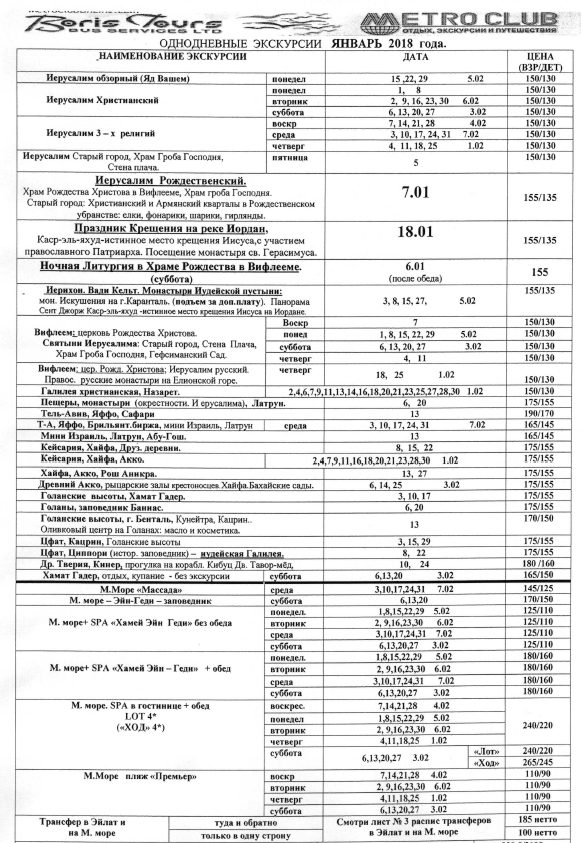 Boris Tours
BUS SERVICES LTD
METRO CLUB
ОТДЫХ, ЭКСКУРСИИ И ПУТЕШЕСТВИЯ
ОДНОДНЕВНЫЕ ЭКСКУРСИИ ЯНВАРЬ 2018 года.
НАИМЕНОВАНИЕ ЭКСКУРСИИ ДАТА ЦЕНА
(ВЗР/ДЕТ)
Иерусалим обзорный (Яд Вашем) понедел 15 ,22, 29 5.02 150/130
Иерусалим Христианский понедел 1, 8 150/130
вторник 2, 9, 16, 23, 30 6.02 150/130
суббота 6, 13, 20, 27 3.02 150/130
Иерусалим 3 – х религий воскр 7, 14, 21, 28 4.02 150/130
среда 3, 10, 17, 24, 31 7.02 150/130
четверг 4, 11, 18, 25 1.02 150/130
Иерусалим Старый город, Храм Гроба Господня,
Стена плача. пятница 5 150/130
Иерусалим Рождественский.
Храм Рождества Христова в Вифлееме, Храм гроба Господня.
Старый город: Христианский и Армянский кварталы в Рождественском
убранстве: елки, фонарики, шарики, гирлянды. 7.01 155/135
Праздник Крещения на реке Иордан,
Каср-эль-яхуд-истинное место крещения Иисуса,с участием
православного Патриарха. Посещение монастыря св. Герасимуса. 18.01 155/135
Ночная Литургия в Храме Рождества в Вифлееме.
(суббота) 6.01
(после обеда) 155
Иерихон. Вади Кельт. Монастыри Иудейской пустыни:
мон. Искушения на г.Каранталь. (подъем за доп.плату). Панорама
Сент Джорж Каср-эль-яхуд -истинное место крещения Иисуса на Иордане. 3, 8, 15, 27, 5.02 155/135
Вифлеем: церковь Рождества Христова.
Святыни Иерусалима: Старый город, Стена Плача,
Храм Гроба Господня, Гефсиманский Сад.
Воскр 7 150/130
понед 1, 8, 15, 22, 29 5.02 150/130
суббота 6, 13, 20, 27 3.02 150/130
четверг 4, 11 150/130
Вифлеем: цер. Рожд. Христова; Иерусалим русский.
Правос. русские монастыри на Елионской горе. четверг 18, 25 1.02 150/130
Галилея христианская, Назарет. 2,4,6,7,9,11,13,14,16,18,20,21,23,25,27,28,30 1.02 150/130
Пещеры, монастыри (окрестности. И ерусалима), Латрун. 6, 20 175/155
Тель-Авив, Яффо, Сафари 13 190/170
Т-А, Яффо, Брильянт.биржа, мини Израиль, Латрун среда 3, 10, 17, 24, 31 7.02 165/145
Мини Израиль, Латрун, Абу-Гош. 13 165/145
Кейсария, Хайфа, Друз. деревни. 8, 15, 22 175/155
Кейсария, Хайфа, Акко, 2,4,7,9,11,16,18,20,21,23,28,30 1.02 175/155
Хайфа, Акко, Рош Аникра. 13, 27 175/155
Древний Акко, рыцарские залы крестоносцев Хайфа.Бахайские сады. 6, 14, 25 3.02 175/155
Голанские высоты, Хамат Гадер. 3, 10, 17 175/155
Голаны, заповедник Баниас. 6, 20 175/155
Голанские высоты, г. Бенталь, Кунейтра, Кацрин..
Оливковый центр на Голанах: масло и косметика. 13 170/150
Цфат, Кацрин, Голанские высоты 3, 15, 29 175/155
Цфат, Циппори (истор. заповедник) – иудейская Галилея. 8, 22 175/155
Др. Тверия, Кинер, прогулка на корабл. Кибуц Дв. Тавор-мёд, 10, 24 180 /160
Хамат Гадер, отдых, купание - без экскурсии суббота 6,13,20 3.02 165/150
М.Море «Массада» среда 3,10,17,24,31 7.02 145/125
М. море – Эйн-Геди – заповедник суббота 6,13,20 170/150
М. море+ SPA «Хамей Эйн Геди» без обеда
понедел. 1,8,15,22,29 5.02 125/110
вторник 2, 9,16,23,30 6.02 125/110
среда 3,10,17,24,31 7.02 125/110
суббота 6,13,20,27 3.02 125/110
М. море+ SPA «Хамей Эйн – Геди» + обед
понедел. 1,8,15,22,29 5.02 180/160
вторник 2, 9,16,23,30 6.02 180/160
среда 3,10,17,24,31 7.02 180/160
суббота 6,13,20,27 3.02 180/160
М. море. SPA в гостинице + обед
LOT 4*
(«ХОД» 4*)
воскрес. 7,14,21,28 4.02
понедел 1,8,15,22,29 5.02
вторник 2, 9,16,23,30 6.02 240/220
четверг 4,11,18,25 1.02
суббота 6,13,20,27 3.02 «Лот» 240/220
«Ход» 265/245
М.Море пляж «Премьер»
воскр 7,14,21,28 4.02 110/90
вторник 2, 9,16,23,30 6.02 110/90
четверг 4,11,18,25 1.02 110/90
суббота 6,13,20,27 3.02 110/90
Трансфер в Эйлат и
на М. море
туда и обратно
только в одну строну
Смотри лист № 3 распис трансферов
в Эйлат и на М. море
185 нетто
100 нетто